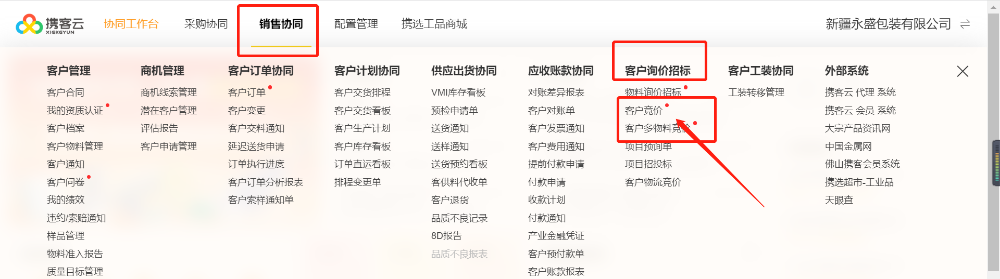 携客云
XIEKEYUN
协同工作台
采购协同
销售协同
配置管理
携选工品商城
新疆永盛包装有限公司
客户管理
客户合同
我的资质认证
客户档案
客户物料管理
客户通知
客户问卷
我的绩效
违约/索赔通知
样品管理
物料准入报告
质量目标管理
商机管理
商机线索管理
潜在客户管理
评估报告
客户申请管理
客户订单协同
客户订单
客户变更
客户交料通知
延迟送货申请
订单执行进度
客户订单分析报表
客户索样通知单
客户计划协同
客户交货排程
客户交货看板
客户生产计划
客户库存看板
订单直运看板
排程变更单
供应出货协同
VMI库存看板
预检申请单
送货通知
送样通知
送货预约看板
客供料代收单
客户退货
品质不良记录
8D报告
品质不良报表
应收账款协同
对账差异报表
客户对账单
客户发票通知
客户费用通知
提前付款申请
付款申请
收款计划
付款通知
产业金融凭证
客户预付款单
客户账款报表
客户询价招标
物料询价招标
客户竞价
客户多物料竞价
项目预询单
项目招投标
客户物流竞价
客户工装协同
工装转移管理
外部系统
携客云 代理 系统
携客云 会员 系统
大宗产品资讯网
中国金属网
佛山携客会员系统
携选超市-工业品
天眼查